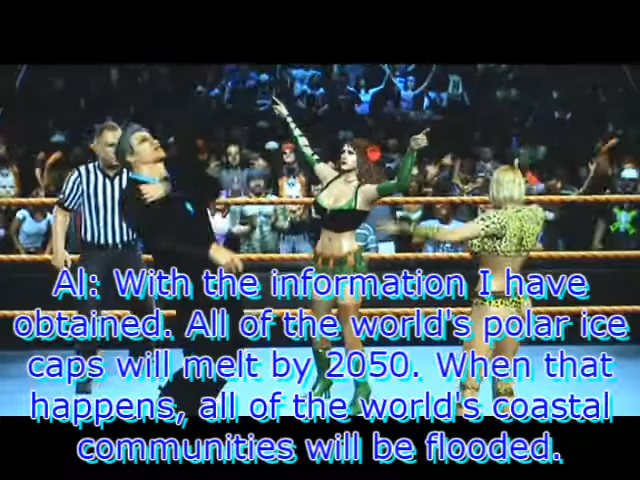 Al: With the information I have
obtained. All of the world's polar ice
caps will melt by 2050. When that
happens, all of the world's coastal
communities will be flooded.